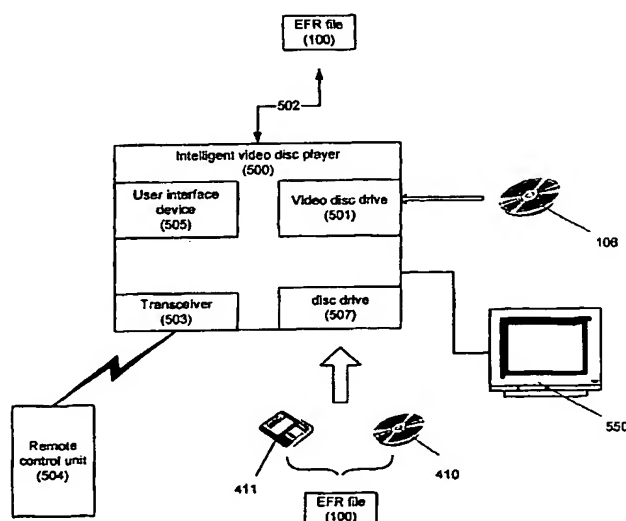 EFR file
(100)
502
Intelligent video disc player
(500)
User interface
device
(505)
Video disc drive
(501)
106
Transceiver
(503)
disc drive
(507)
550
Remote
control unit
(504)
411
410
EFR file
(100)